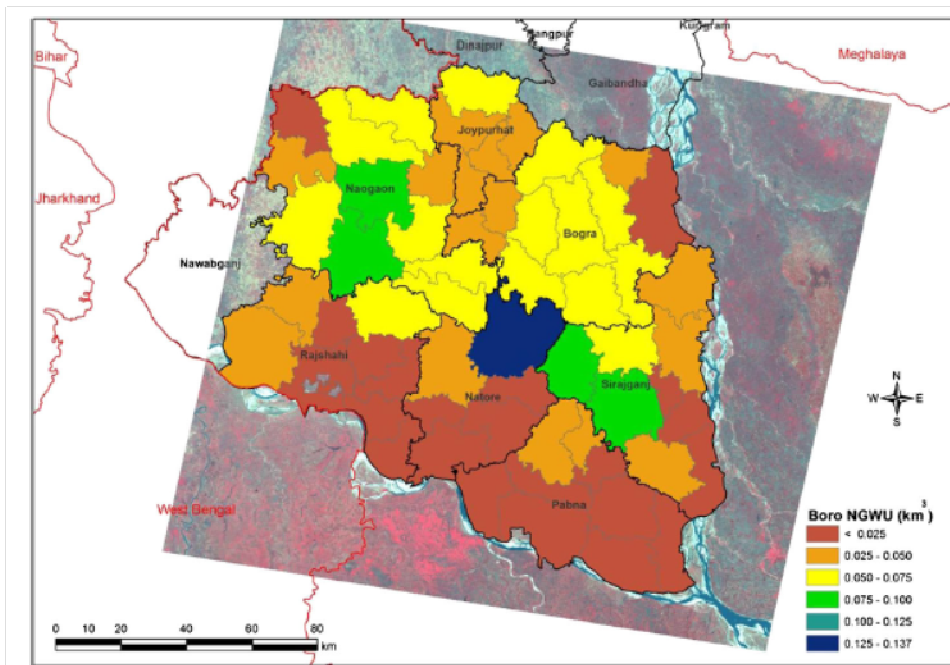 Kurigram
Rangpur
Dinajpur
Bihar
Meghalaya
Gaibandha
Joypurhat
Naogaon
Jharkhand
Bogra
Nawabganj
Rajshahi
Sirajganj
Natore
N
W E
S
Pabna
West Bengal
Boro NGWU (km³)
< 0.025
0.025 - 0.050
0.050 - 0.075
0.075 - 0.100
0.100 - 0.125
0.125 - 0.137
0 10 20 40 60 80
km